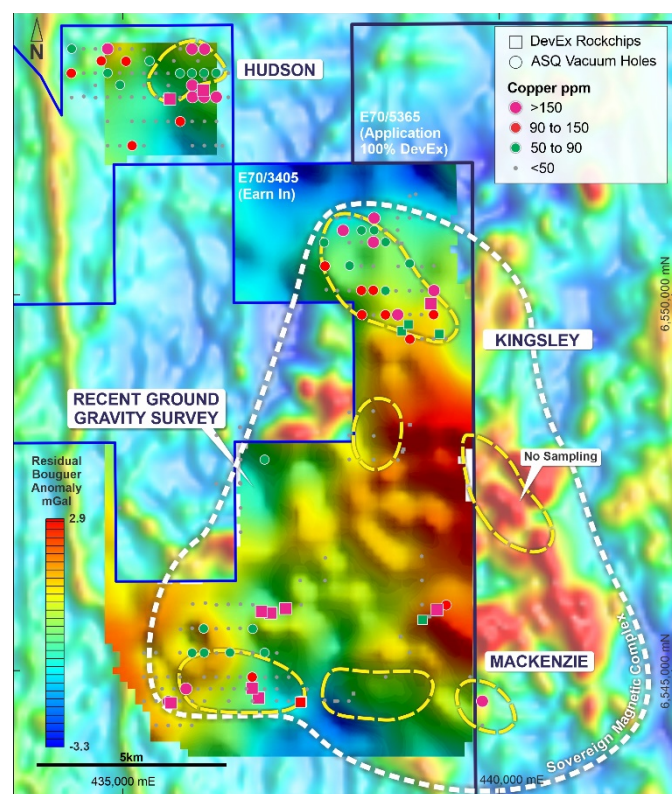 N
HUDSON
DevEx Rockchips
ASQ Vacuum Holes
Copper ppm
>150
90 to 150
50 to 90
<50
E70/5365
(Application
100% DevEx)
E70/3405
(Earn In)
6,550,000 mN
KINGSLEY
RECENT GROUND
GRAVITY SURVEY
No Sampling
Residual
Bouguer
Anomaly
mGal
2.9
-3.3
MACKENZIE
6,545,000 mN
Sovereign Magnetic Complex
5km
435,000 mE
440,000 mE